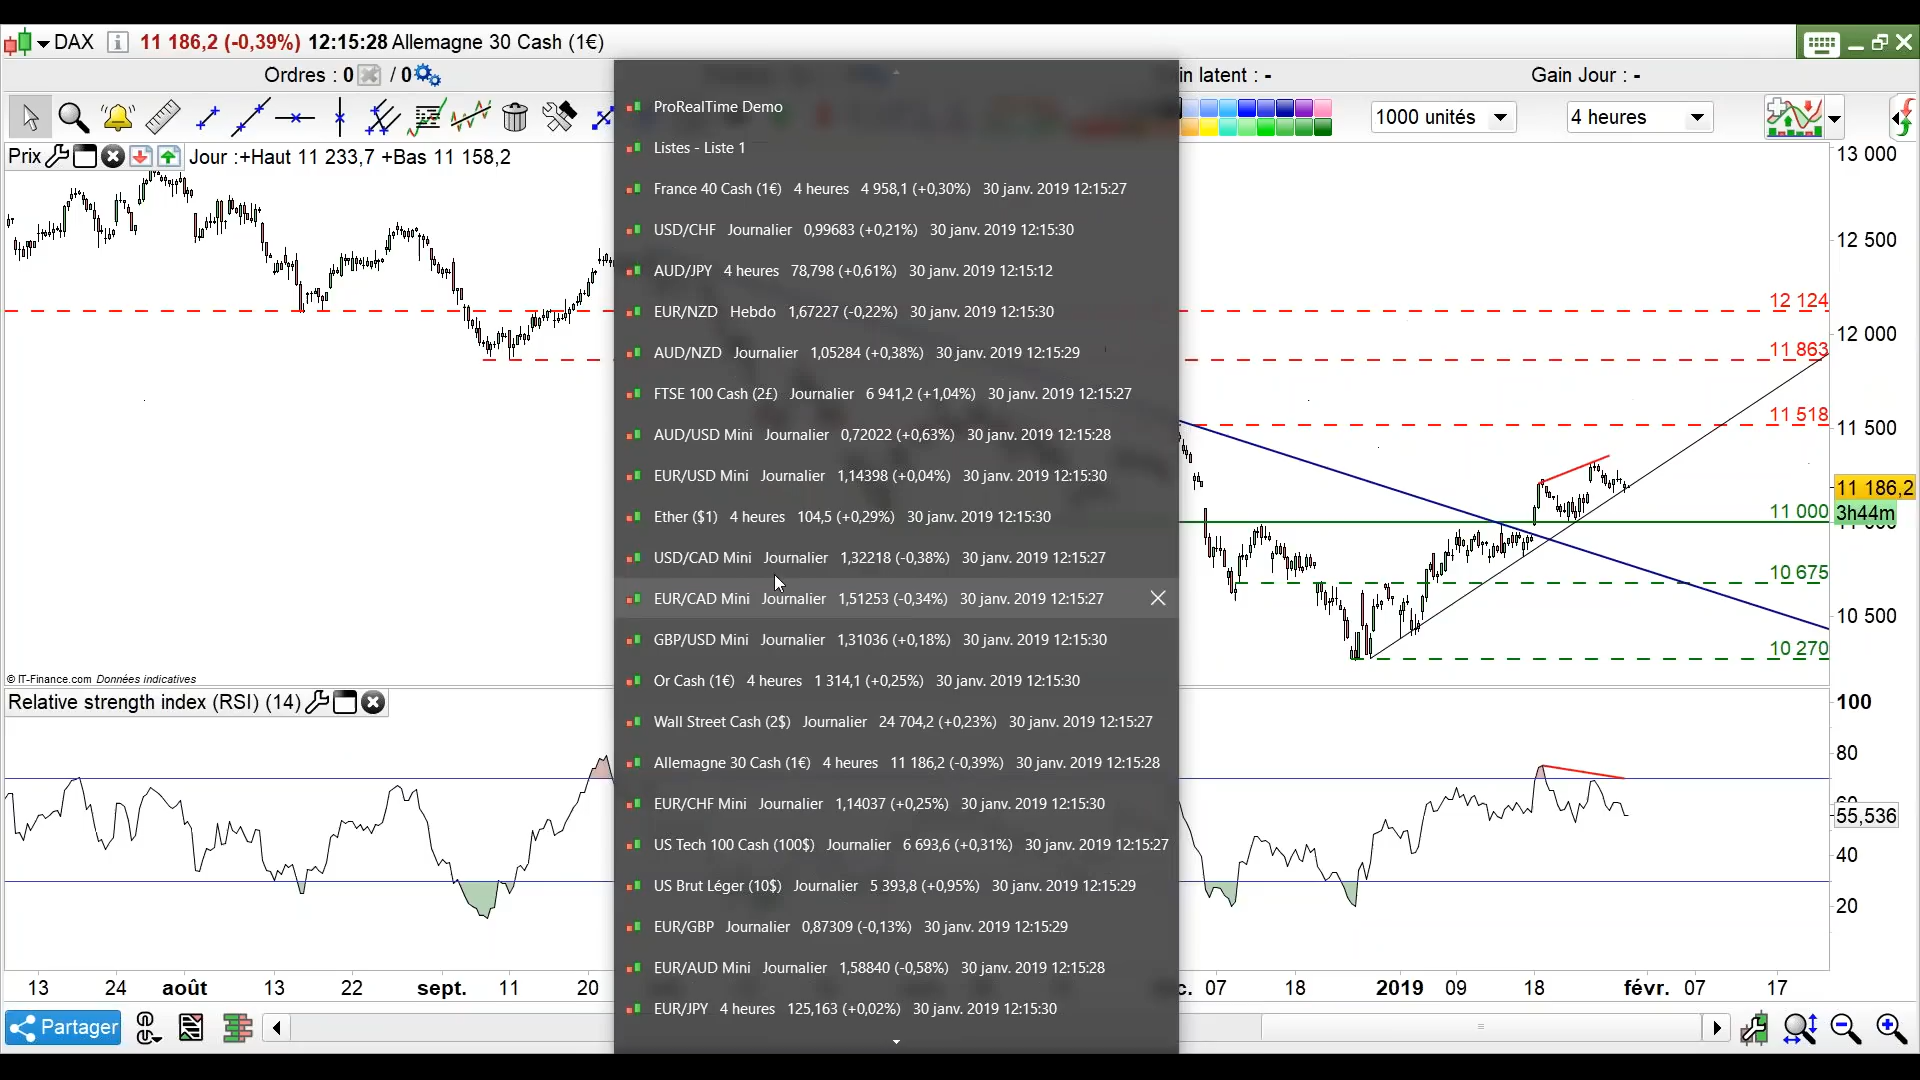 DAX 11 186,2 (-0,39%) 12:15:28 Allemagne 30 Cash (1€)
Ordres : 0 / 0
in latent : -
Gain Jour : -
1000 unités
4 heures
Prix
Jour :+Haut 11 233,7 +Bas 11 158,2
ProRealTime Demo
Listes - Liste 1
France 40 Cash (1€) 4 heures 4 958,1 (+0,30%) 30 janv. 2019 12:15:27
USD/CHF Journalier 0,99683 (+0,21%) 30 janv. 2019 12:15:30
AUD/JPY 4 heures 78,798 (+0,61%) 30 janv. 2019 12:15:12
EUR/NZD Hebdo 1,67227 (-0,22%) 30 janv. 2019 12:15:30
AUD/NZD Journalier 1,05284 (+0,38%) 30 janv. 2019 12:15:29
FTSE 100 Cash (2£) Journalier 6 941,2 (+1,04%) 30 janv. 2019 12:15:27
AUD/USD Mini Journalier 0,72022 (+0,63%) 30 janv. 2019 12:15:28
EUR/USD Mini Journalier 1,14398 (+0,04%) 30 janv. 2019 12:15:30
Ether ($1) 4 heures 104,5 (+0,29%) 30 janv. 2019 12:15:30
USD/CAD Mini Journalier 1,32218 (-0,38%) 30 janv. 2019 12:15:27
EUR/CAD Mini Journalier 1,51253 (-0,34%) 30 janv. 2019 12:15:27
GBP/USD Mini Journalier 1,31036 (+0,18%) 30 janv. 2019 12:15:30
Or Cash (1€) 4 heures 1 314,1 (+0,25%) 30 janv. 2019 12:15:30
Wall Street Cash (2$) Journalier 24 704,2 (+0,23%) 30 janv. 2019 12:15:27
Allemagne 30 Cash (1€) 4 heures 11 186,2 (-0,39%) 30 janv. 2019 12:15:28
EUR/CHF Mini Journalier 1,14037 (+0,25%) 30 janv. 2019 12:15:30
US Tech 100 Cash (100$) Journalier 6 693,6 (+0,31%) 30 janv. 2019 12:15:27
US Brut Léger (10$) Journalier 5 393,8 (+0,95%) 30 janv. 2019 12:15:29
EUR/GBP Journalier 0,87309 (-0,13%) 30 janv. 2019 12:15:29
EUR/AUD Mini Journalier 1,58840 (-0,58%) 30 janv. 2019 12:15:28
EUR/JPY 4 heures 125,163 (+0,02%) 30 janv. 2019 12:15:30
13 000
12 500
12 124
12 000
11 863
11 518
11 500
11 186,2
3h44m
11 000
10 675
10 500
10 270
© IT-Finance.com Données indicatives
Relative strength index (RSI) (14)
100
80
55,536
40
20
13 24 août 13 22 sept. 11 20
c. 07 18 2019 09 18 févr. 07 17
Partager